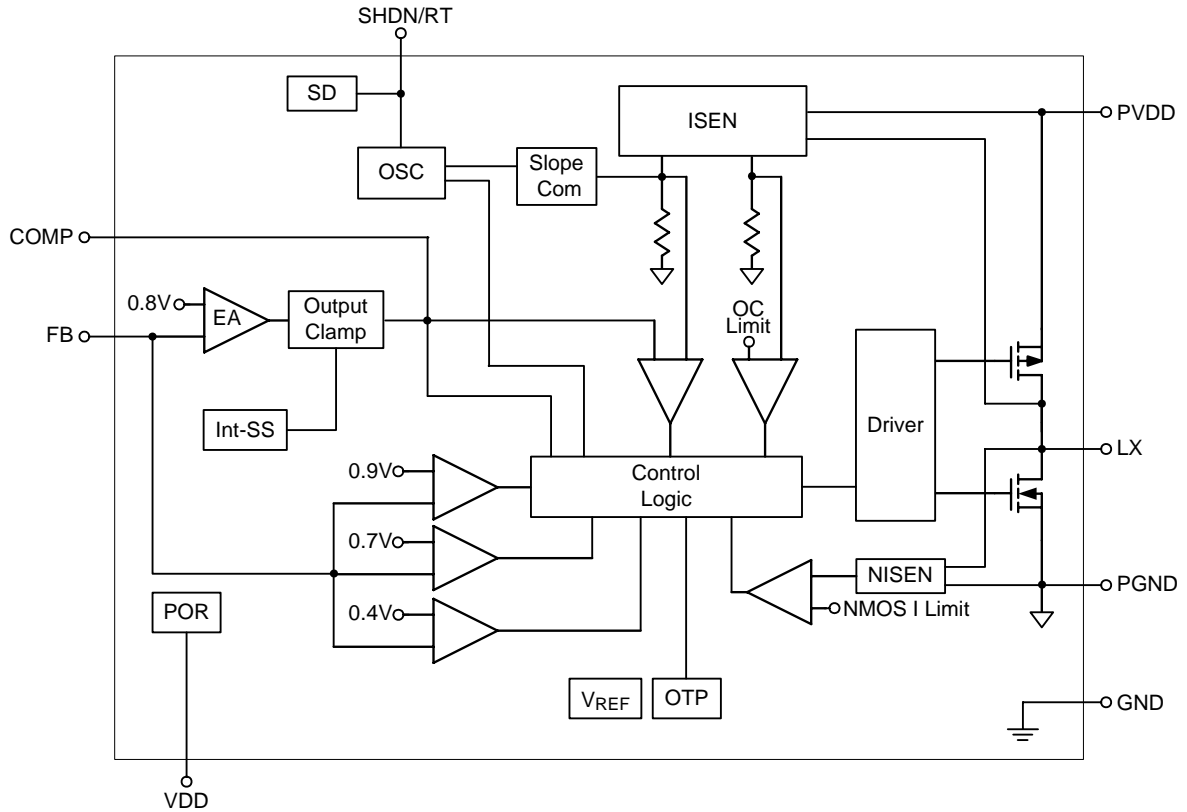 SHDN/RT
SD
ISEN
PVDD
OSC
Slope
Com
COMP
0.8V
EA
Output
Clamp
OC
Limit
FB
Int-SS
Driver
LX
0.9V
Control
Logic
0.7V
NISEN
PGND
POR
0.4V
NMOS I Limit
VREF
OTP
GND
VDD